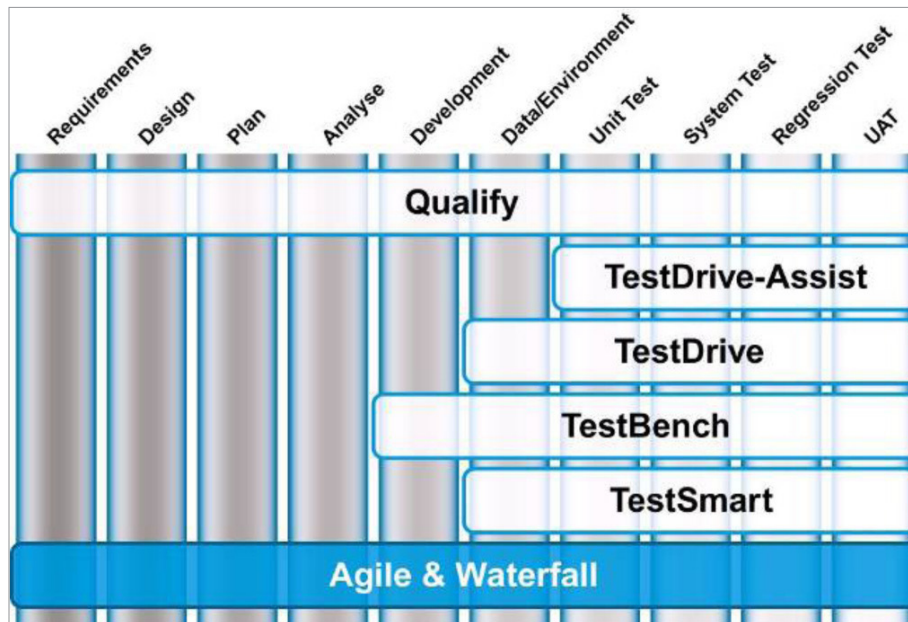 Requirements
Design
Plan
Analyse
Development
Data/Environment
Unit Test
System Test
Regression Test
UAT
Qualify
TestDrive-Assist
TestDrive
TestBench
TestSmart
Agile & Waterfall